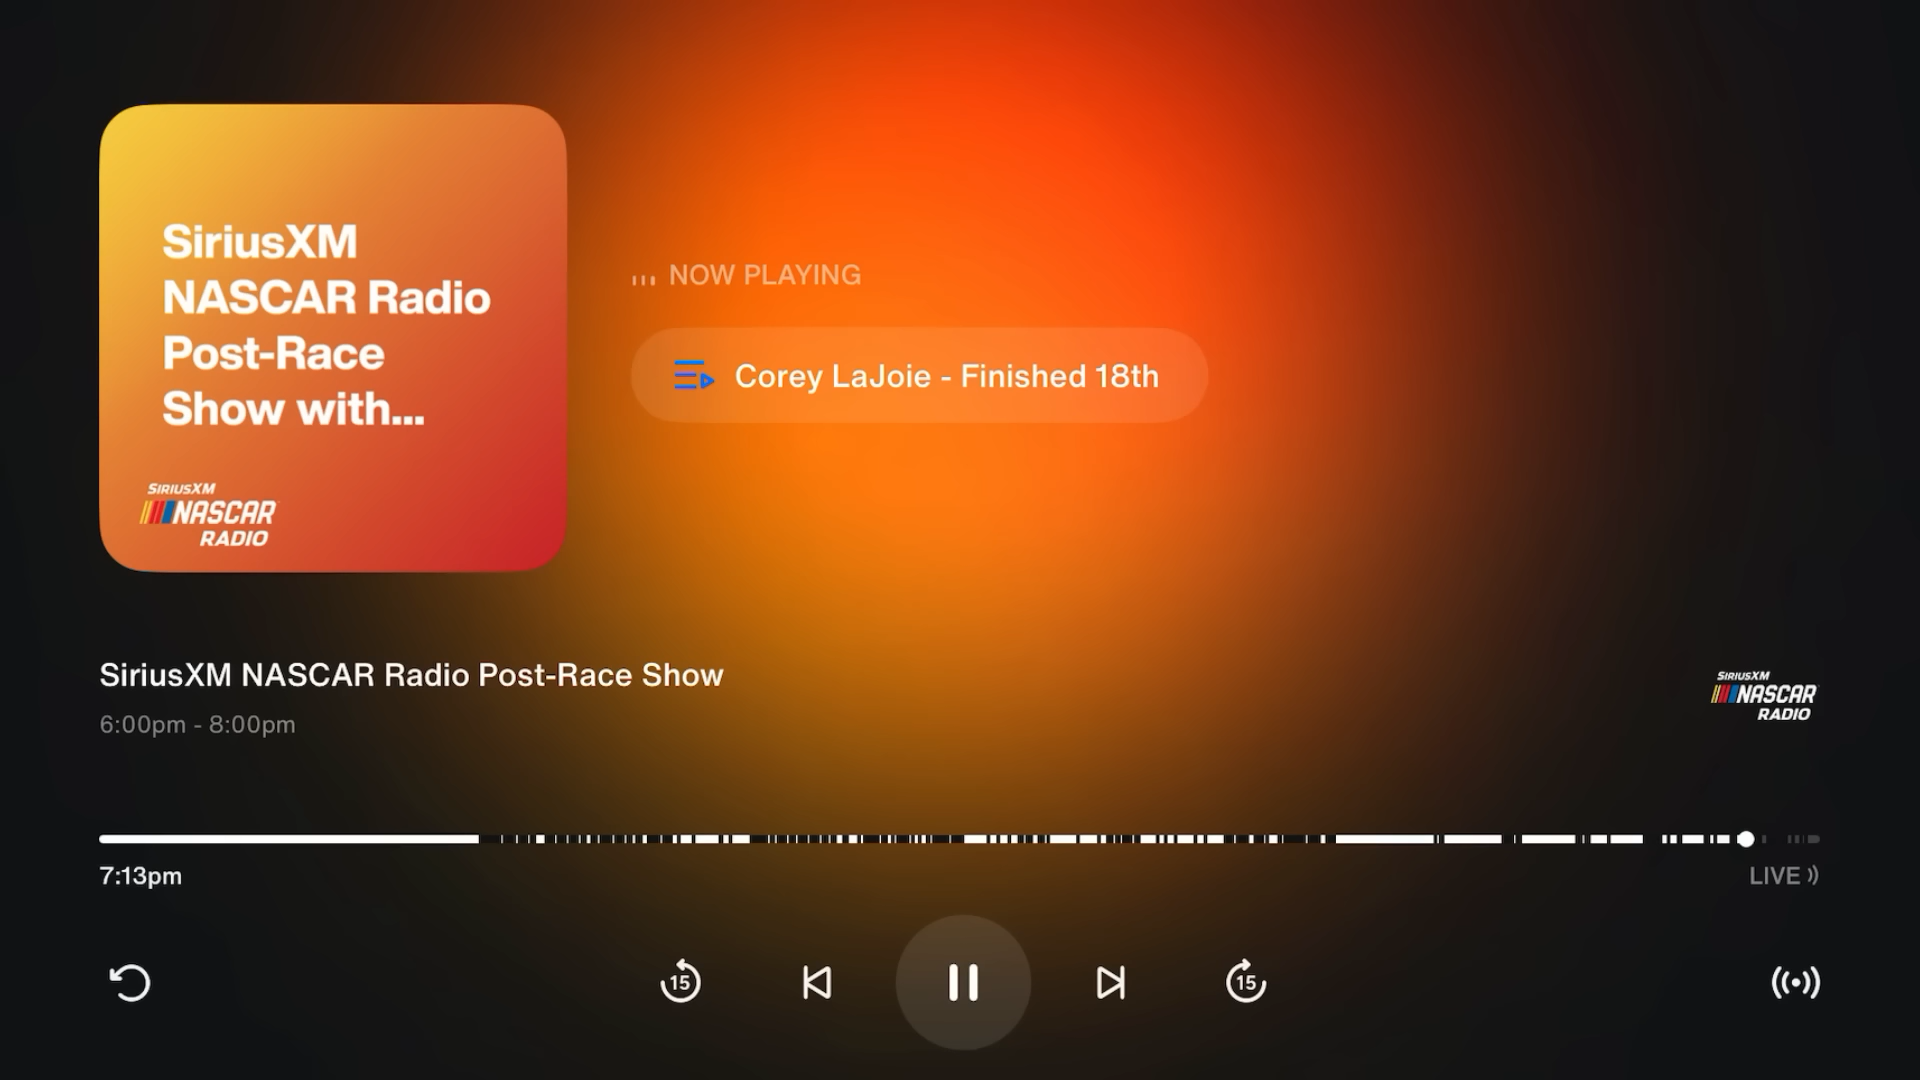 SiriusXM
NASCAR Radio
Post-Race
Show with...
SIRIUSXM
NASCAR
RADIO
NOW PLAYING
Corey LaJoie - Finished 18th
SiriusXM NASCAR Radio Post-Race Show
6:00pm - 8:00pm
SIRIUSXM
NASCAR
RADIO
7:13pm
LIVE
15
15